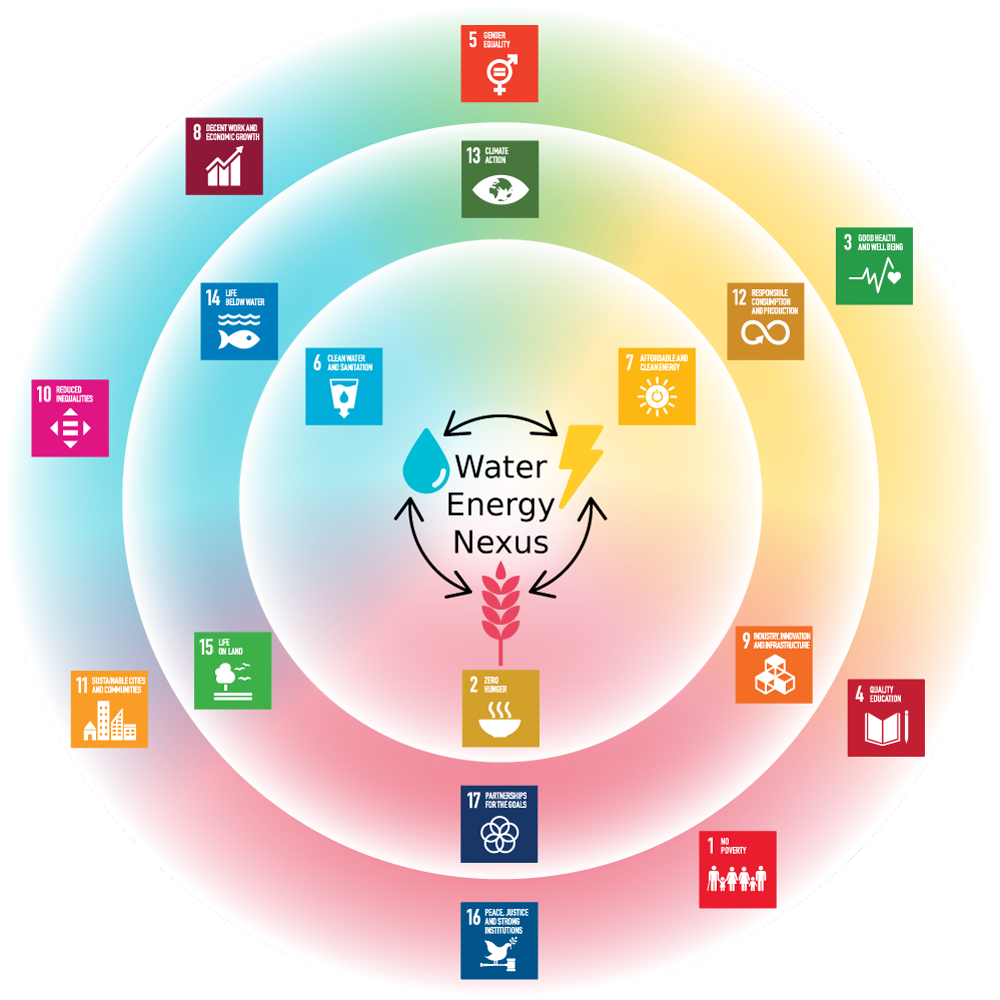 5 GENDER
EQUALITY
8 DECENT WORK AND
ECONOMIC GROWTH
13 CLIMATE
ACTION
3 GOOD HEALTH
AND WELL BEING
14 LIFE
BELOW WATER
12 RESPONSIBLE
CONSUMPTION
AND PRODUCTION
6 CLEAN WATER
AND SANITATION
7 AFFORDABLE AND
CLEAN ENERGY
10 REDUCED
INEQUALITIES
Water
Energy
Nexus
15 LIFE
ON LAND
9 INDUSTRY, INNOVATION
AND INFRASTRUCTURE
11 SUSTAINABLE CITIES
AND COMMUNITIES
2 ZERO
HUNGER
4 QUALITY
EDUCATION
17 PARTNERSHIPS
FOR THE GOALS
1 NO
POVERTY
16 PEACE, JUSTICE
AND STRONG
INSTITUTIONS